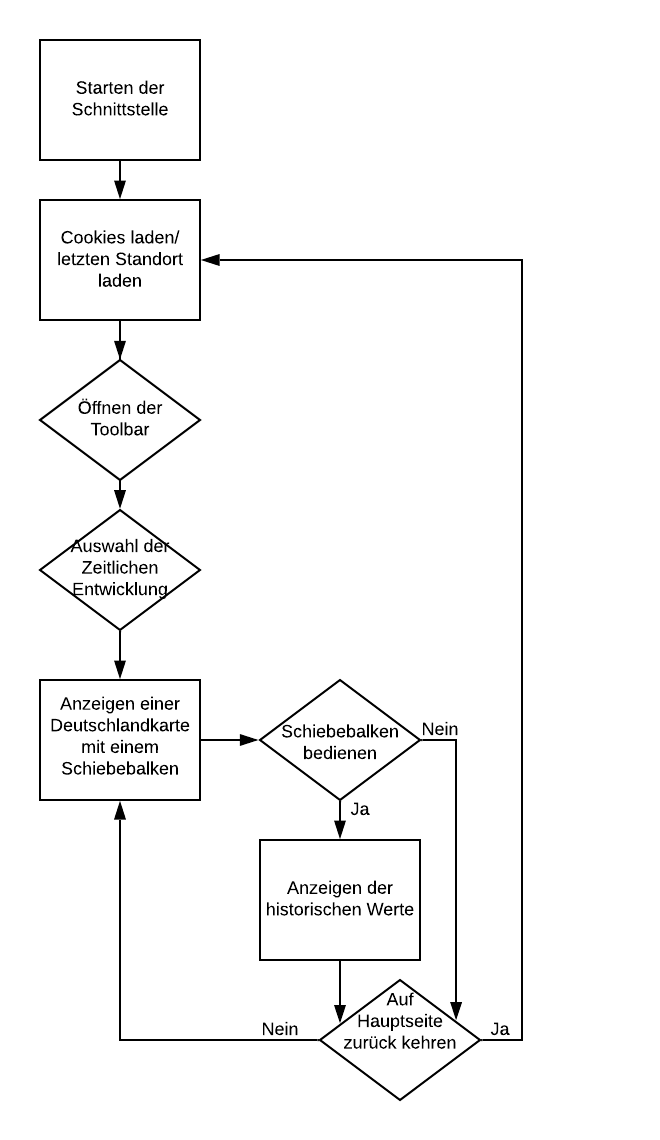 Starten der
Schnittstelle
Cookies laden/
letzten Standort
laden
Öffnen der
Toolbar
Auswahl der
Zeitlichen
Entwicklung
Anzeigen einer
Deutschlandkarte
mit einem
Schiebebalken
Schiebebalken
bedienen
Nein
Ja
Anzeigen der
historischen Werte
Auf
Hauptseite
zurück kehren
Nein
Ja